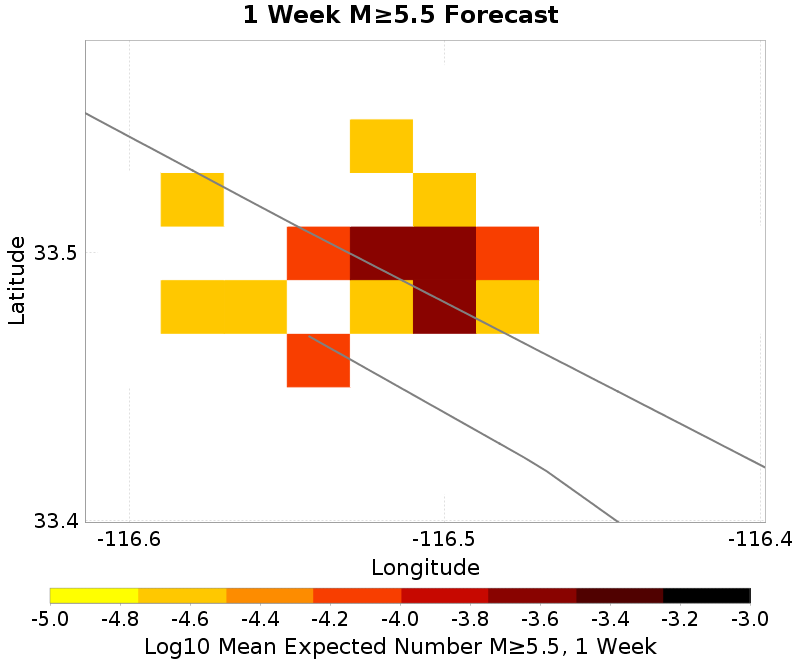 1 Week M≥5.5 Forecast
Latitude
33.5
33.4
-116.6 -116.5 -116.4
Longitude
-5.0 -4.8 -4.6 -4.4 -4.2 -4.0 -3.8 -3.6 -3.4 -3.2 -3.0
Log10 Mean Expected Number M≥5.5, 1 Week